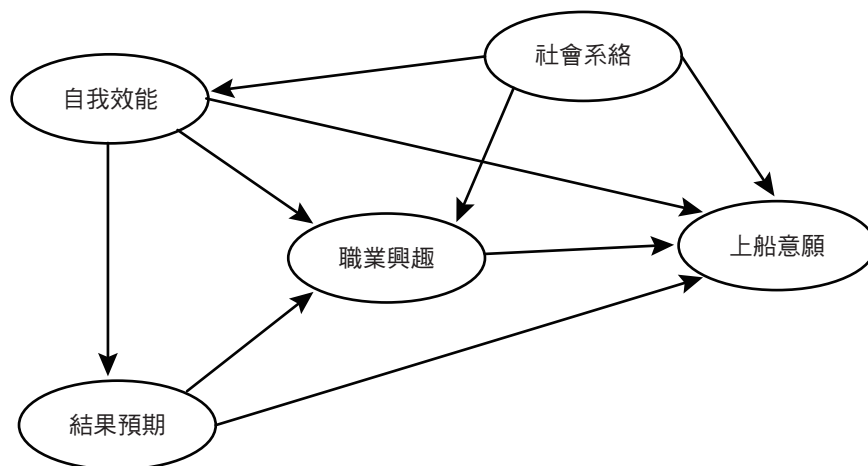 社會系絡
自我效能
職業興趣
上船意願
結果預期